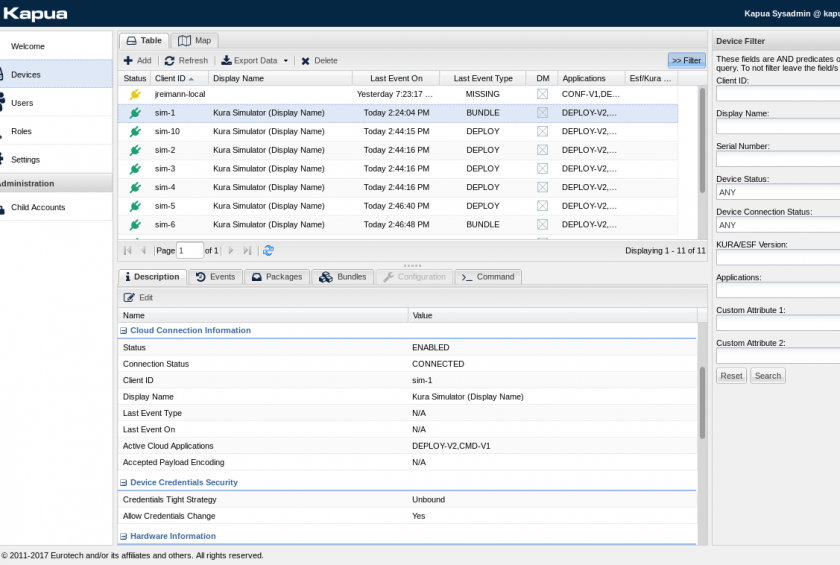 Kapua
Kapua Sysadmin @ kapu
Welcome
Devices
Users
Roles
Settings
dministration
Child Accounts
Table Map
Add Refresh Export Data Delete >> Filter
Status Client ID Display Name Last Event On Last Event Type DM Applications Esf/Kura ...
jreimann-local Yesterday 7:23:17 ... MISSING CONF-V1,DE...
sim-1 Kura Simulator (Display Name) Today 2:24:04 PM BUNDLE DEPLOY-V2,...
sim-10 Kura Simulator (Display Name) Today 2:44:15 PM DEPLOY DEPLOY-V2,...
sim-2 Kura Simulator (Display Name) Today 2:44:16 PM DEPLOY DEPLOY-V2,...
sim-3 Kura Simulator (Display Name) Today 2:44:16 PM DEPLOY DEPLOY-V2,...
sim-4 Kura Simulator (Display Name) Today 2:44:16 PM DEPLOY DEPLOY-V2,...
sim-5 Kura Simulator (Display Name) Today 2:46:40 PM DEPLOY DEPLOY-V2,...
sim-6 Kura Simulator (Display Name) Today 2:46:48 PM BUNDLE DEPLOY-V2,...
Page 1 of 1 Displaying 1 - 11 of 11
Description Events Packages Bundles Configuration Command
Edit
Name Value
Cloud Connection Information
Status ENABLED
Connection Status CONNECTED
Client ID sim-1
Display Name Kura Simulator (Display Name)
Last Event Type N/A
Last Event On N/A
Active Cloud Applications DEPLOY-V2,CMD-V1
Accepted Payload Encoding N/A
Device Credentials Security
Credentials Tight Strategy Unbound
Allow Credentials Change Yes
Hardware Information
Device Filter
These fields are AND predicates o
query. To not filter leave the field/s
Client ID:
Display Name:
Serial Number:
Device Status:
ANY
Device Connection Status:
ANY
KURA/ESF Version:
Applications:
Custom Attribute 1:
Custom Attribute 2:
Reset Search
© 2011-2017 Eurotech and/or its affiliates and others. All rights reserved.